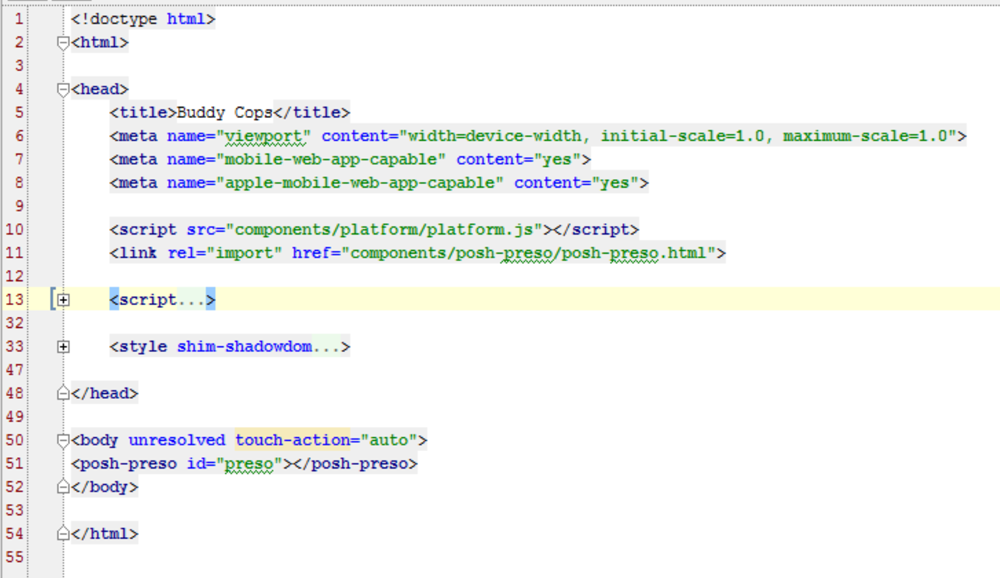 1 <!doctype html>
2 <html>
3
4 <head>
5 <title>Buddy Cops</title>
6 <meta name="viewport" content="width=device-width, initial-scale=1.0, maximum-scale=1.0">
7 <meta name="mobile-web-app-capable" content="yes">
8 <meta name="apple-mobile-web-app-capable" content="yes">
9
10 <script src="components/platform/platform.js"></script>
11 <link rel="import" href="components/posh-preso/posh-preso.html">
12
13 <script...>
32
33 <style shim-shadowdom...>
47
48 </head>
49
50 <body unresolved touch-action="auto">
51 <posh-preso id="preso"></posh-preso>
52 </body>
53
54 </html>
55